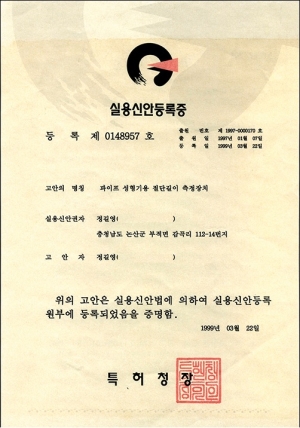 실용신안등록증
등 록 제 0148957 호
출원 번호 제 1997-0000170 호
출 원 일 1997년 01월 07일
등 록 일 1999년 03월 22일
고안의 명칭 파이프 성형기용 절단길이 측정장치
실용신안권자 정길영( )
충청남도 논산군 부적면 감곡리 112-14번지
고 안 자 정길영( )
위의 고안은 실용신안법에 의하여 실용신안등록
원부에 등록되었음을 증명함.
1999년 03월 22일
특 허 청 장